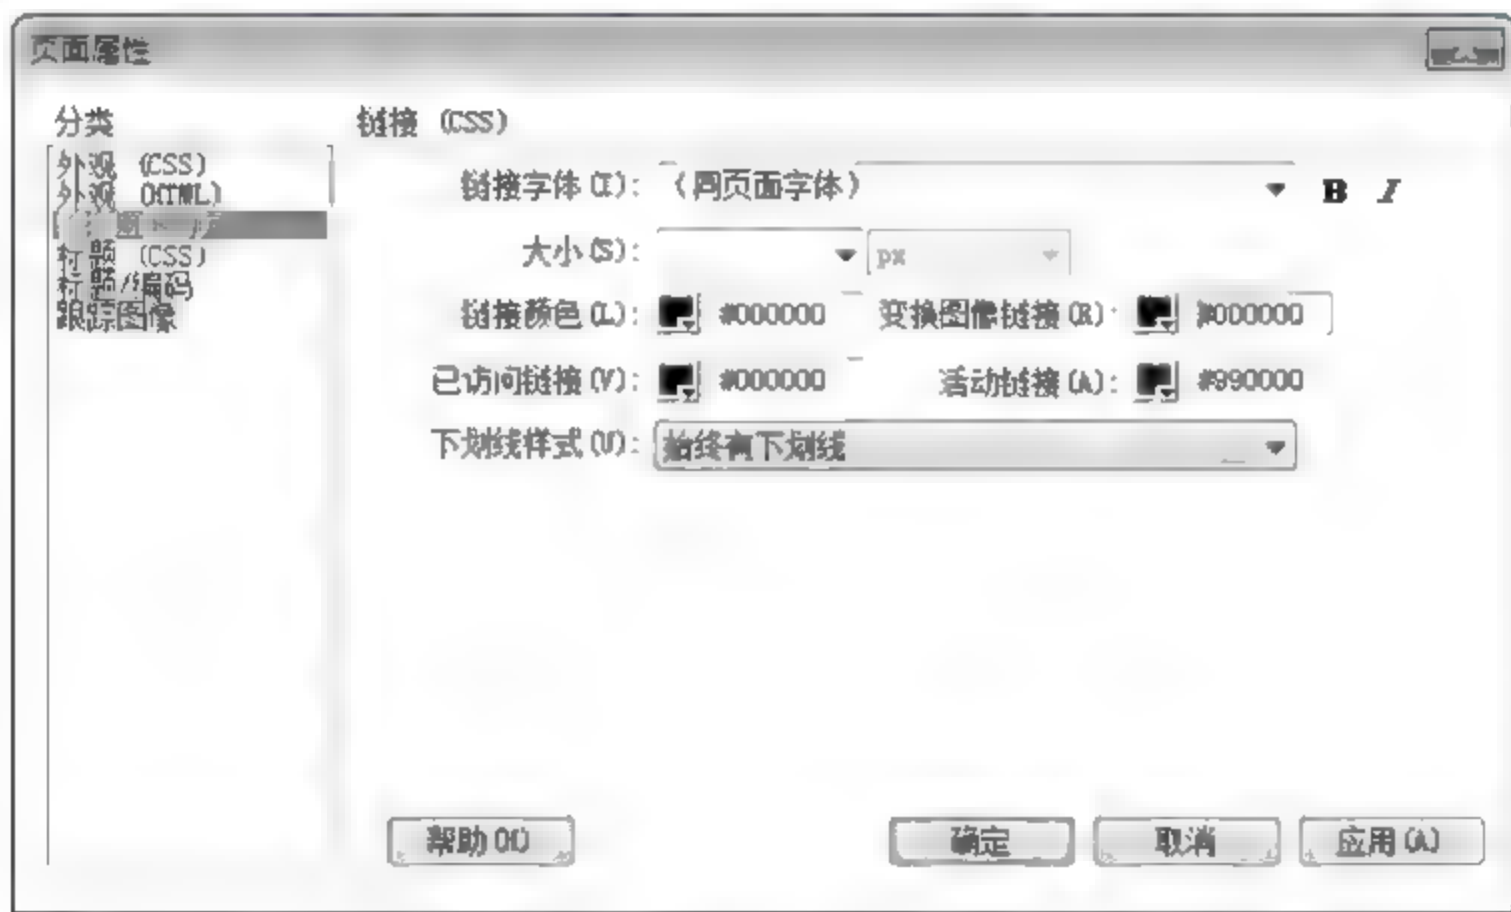 页面属性
分类
外观 (CSS)
外观 (HTML)
标题 (CSS)
标题/编码
跟踪图像
链接 (CSS)
链接字体(I): (同页面字体) B I
大小(S): px
链接颜色(L): #000000 变换图像链接(R): #000000
已访问链接(V): #000000 活动链接(A): #990000
下划线样式(U): 始终有下划线
帮助(H) 确定 取消 应用(A)